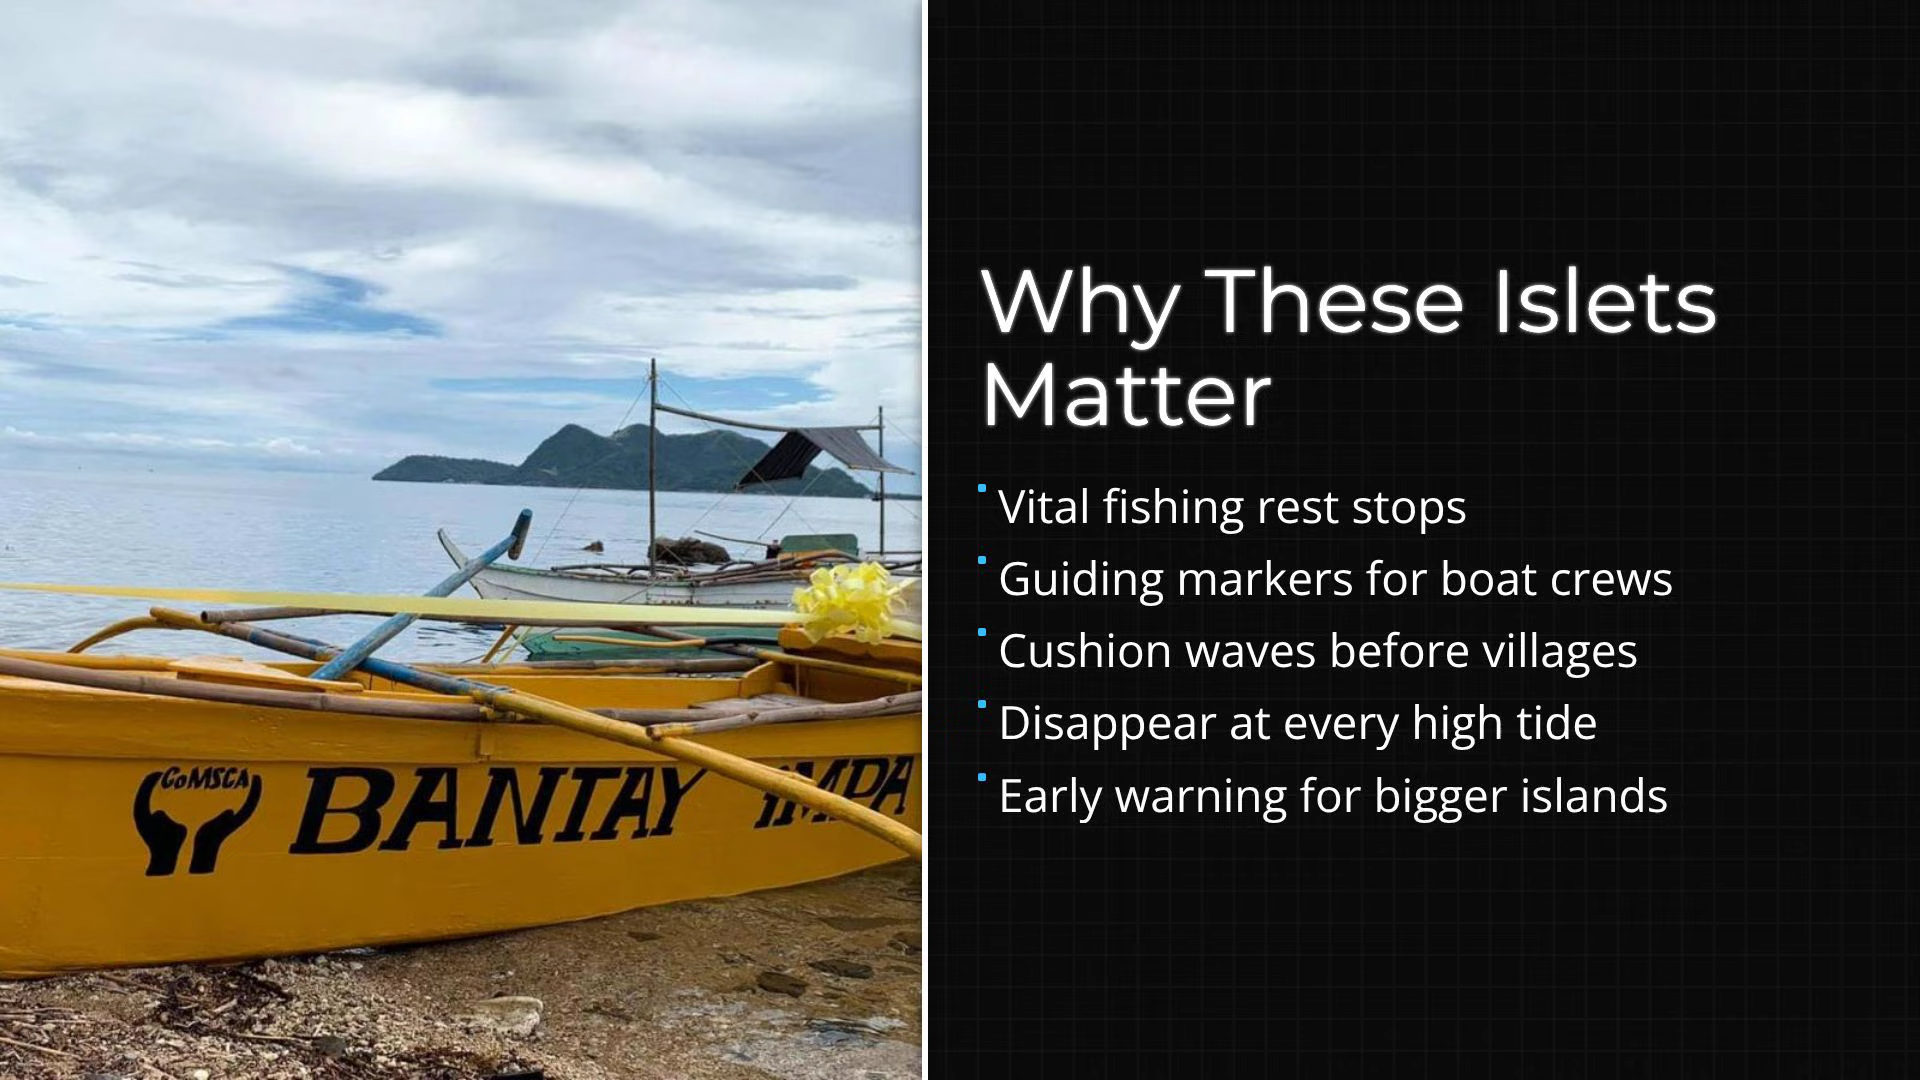 Why These Islets
Matter
Vital fishing rest stops
Guiding markers for boat crews
Cushion waves before villages
Disappear at every high tide
Early warning for bigger islands
CoMSCA
BANTAY IMPA